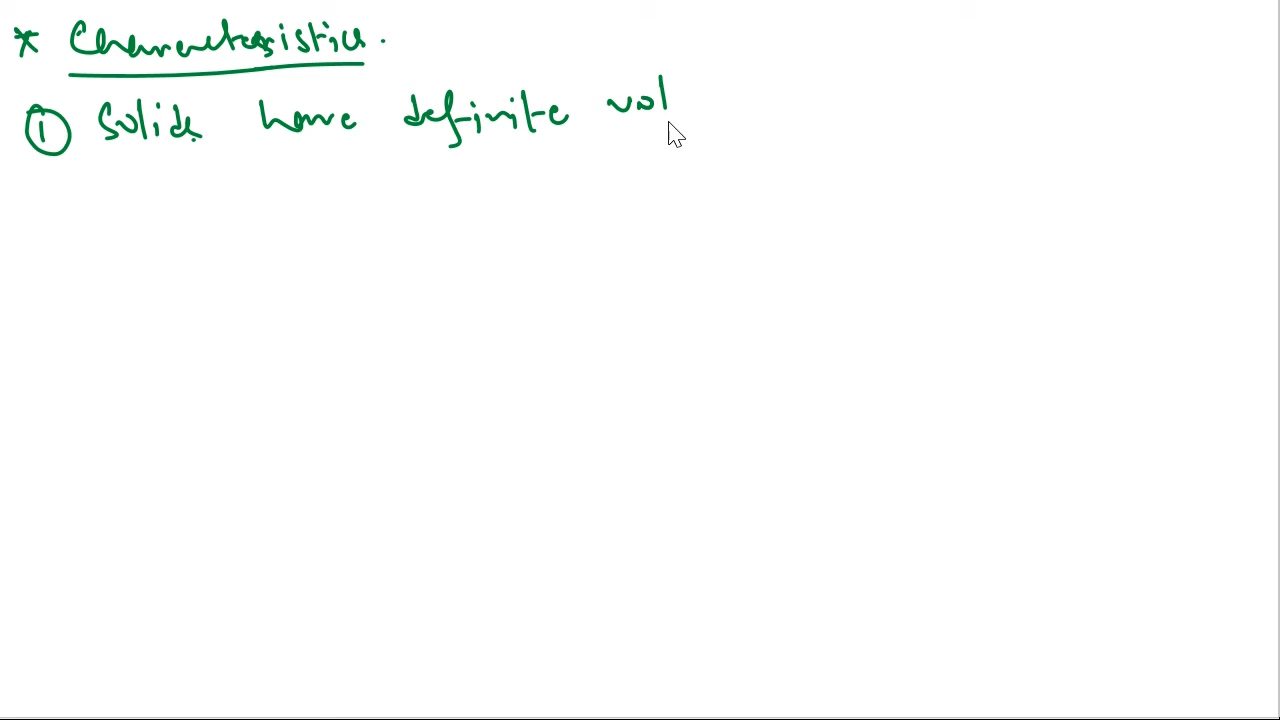 * Characteristics.
① Solids have definite vol